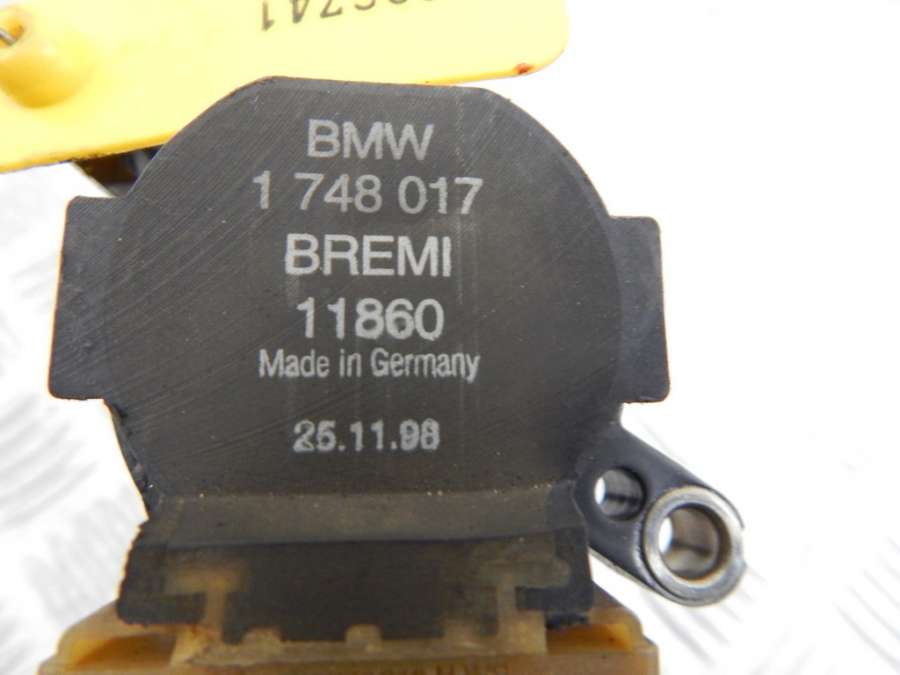 BMW
1 748 017
BREMI
11860
Made in Germany
25.11.98